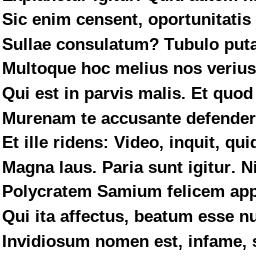 Sic enim censent, oportunitatis
Sullae consulatum? Tubulo puta
Multoque hoc melius nos verius
Qui est in parvis malis. Et quod
Murenam te accusante defender
Et ille ridens: Video, inquit, quid
Magna laus. Paria sunt igitur. Ni
Polycratem Samium felicem app
Qui ita affectus, beatum esse nu
Invidiosum nomen est, infame, s